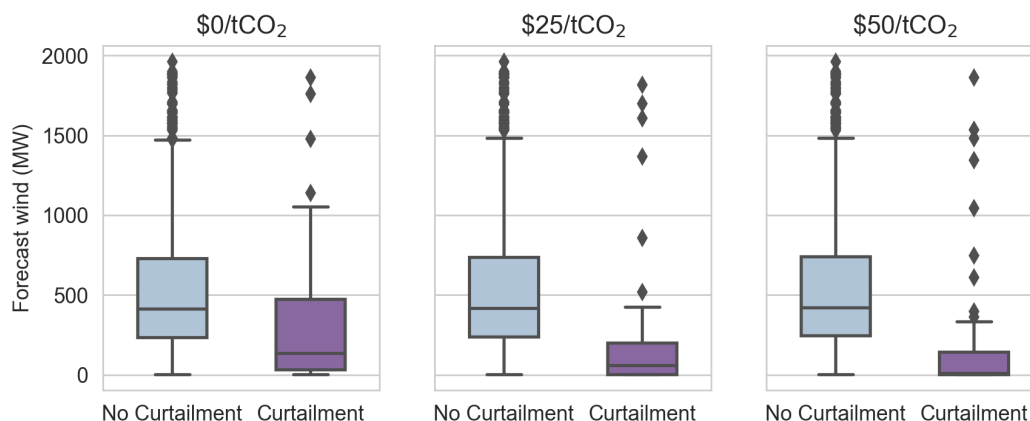 $0/tCO₂
$25/tCO₂
$50/tCO₂
Forecast wind (MW)
2000
1500
1000
500
0
No Curtailment Curtailment
No Curtailment Curtailment
No Curtailment Curtailment